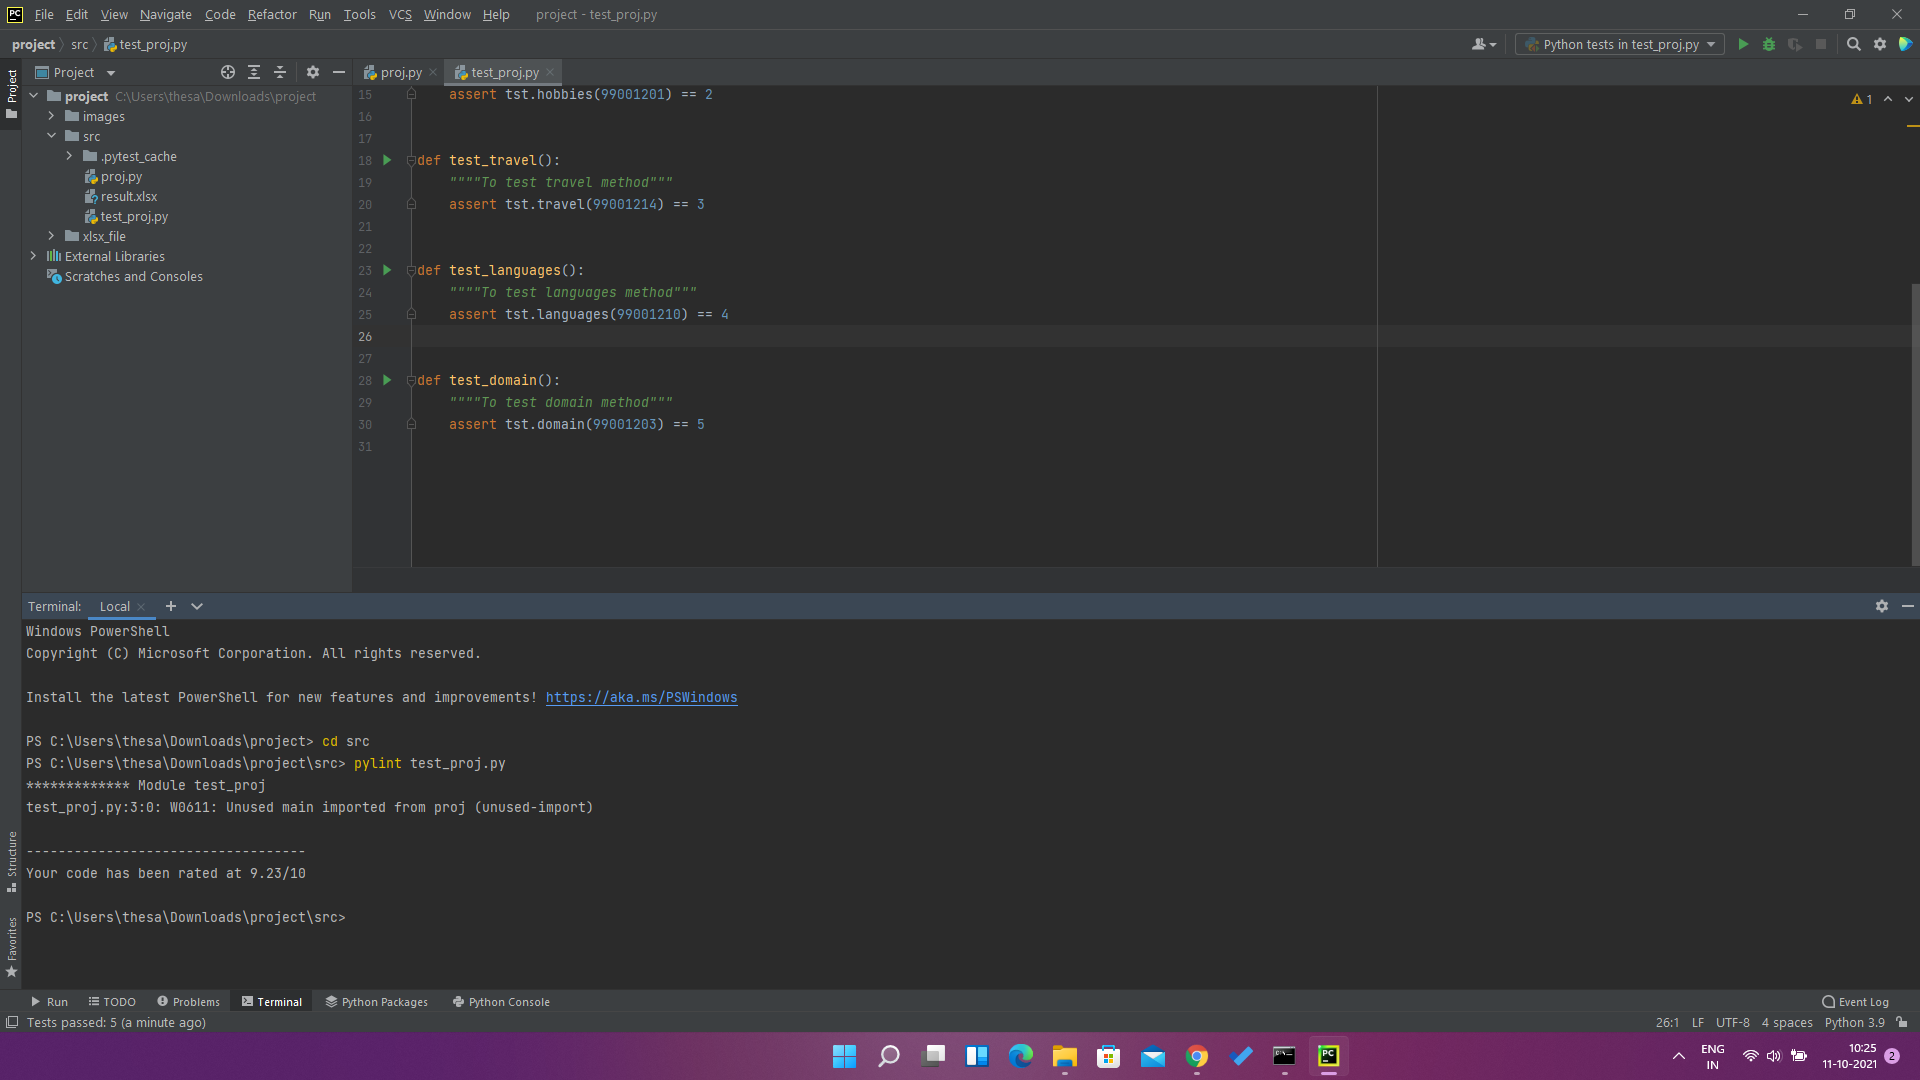 File Edit View Navigate Code Refactor Run Tools VCS Window Help project - test_proj.py
project src test_proj.py
Python tests in test_proj.py
Project
proj.py
test_proj.py
1
project C:\Users\thesa\Downloads\project
images
src
.pytest_cache
proj.py
result.xlsx
test_proj.py
xlsx_file
External Libraries
Scratches and Consoles
15 assert tst.hobbies(99001201) == 2
16
17
18 def test_travel():
19 """"To test travel method"""
20 assert tst.travel(99001214) == 3
21
22
23 def test_languages():
24 """"To test languages method"""
25 assert tst.languages(99001210) == 4
26
27
28 def test_domain():
29 """"To test domain method"""
30 assert tst.domain(99001203) == 5
31
Project
Structure
Favorites
Terminal: Local
Windows PowerShell
Copyright (C) Microsoft Corporation. All rights reserved.
Install the latest PowerShell for new features and improvements! https://aka.ms/PSWindows
PS C:\Users\thesa\Downloads\project> cd src
PS C:\Users\thesa\Downloads\project\src> pylint test_proj.py
************* Module test_proj
test_proj.py:3:0: W0611: Unused main imported from proj (unused-import)
-----------------------------------
Your code has been rated at 9.23/10
PS C:\Users\thesa\Downloads\project\src>
Run TODO Problems Terminal Python Packages Python Console Event Log
Tests passed: 5 (a minute ago) 26:1 LF UTF-8 4 spaces Python 3.9
ENG
IN
10:25
11-10-2021
2